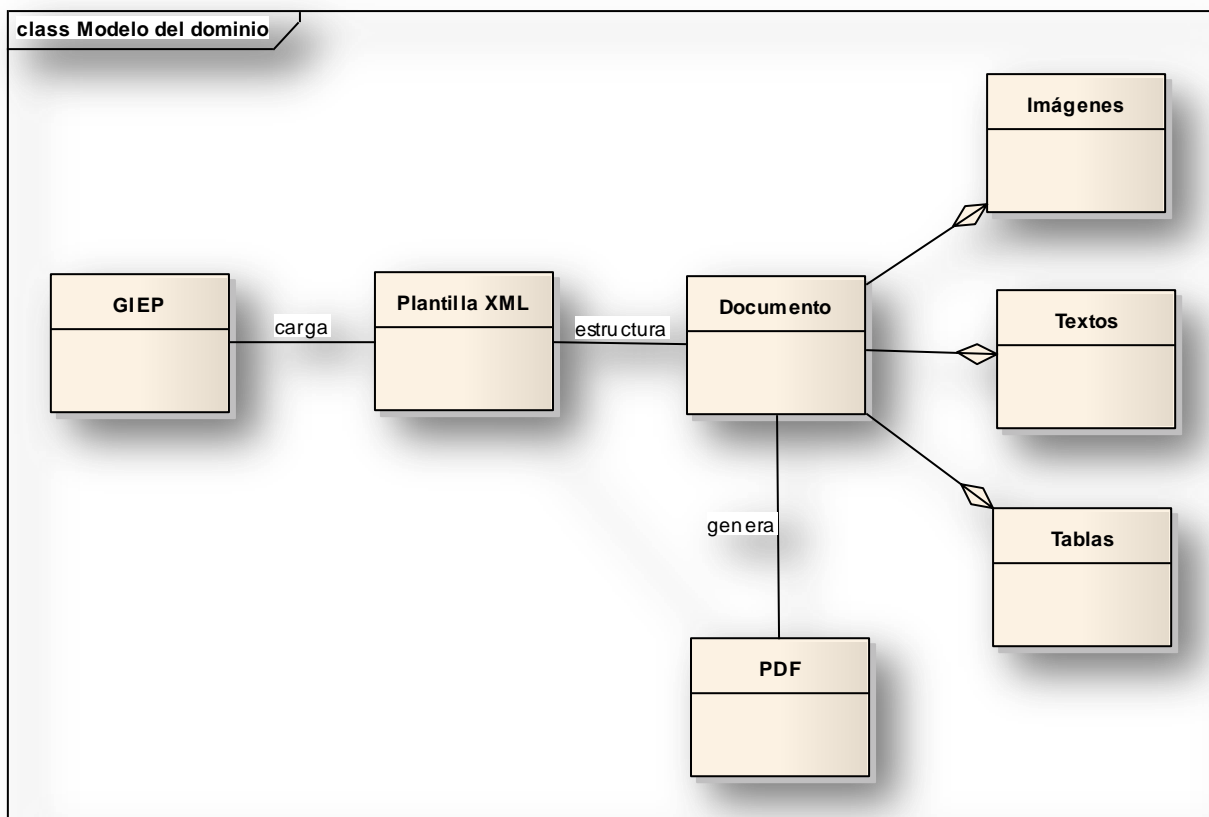 class Modelo del dominio
Imágenes
GIEP
Plantilla XML
Documento
Textos
carga
estructura
genera
Tablas
PDF